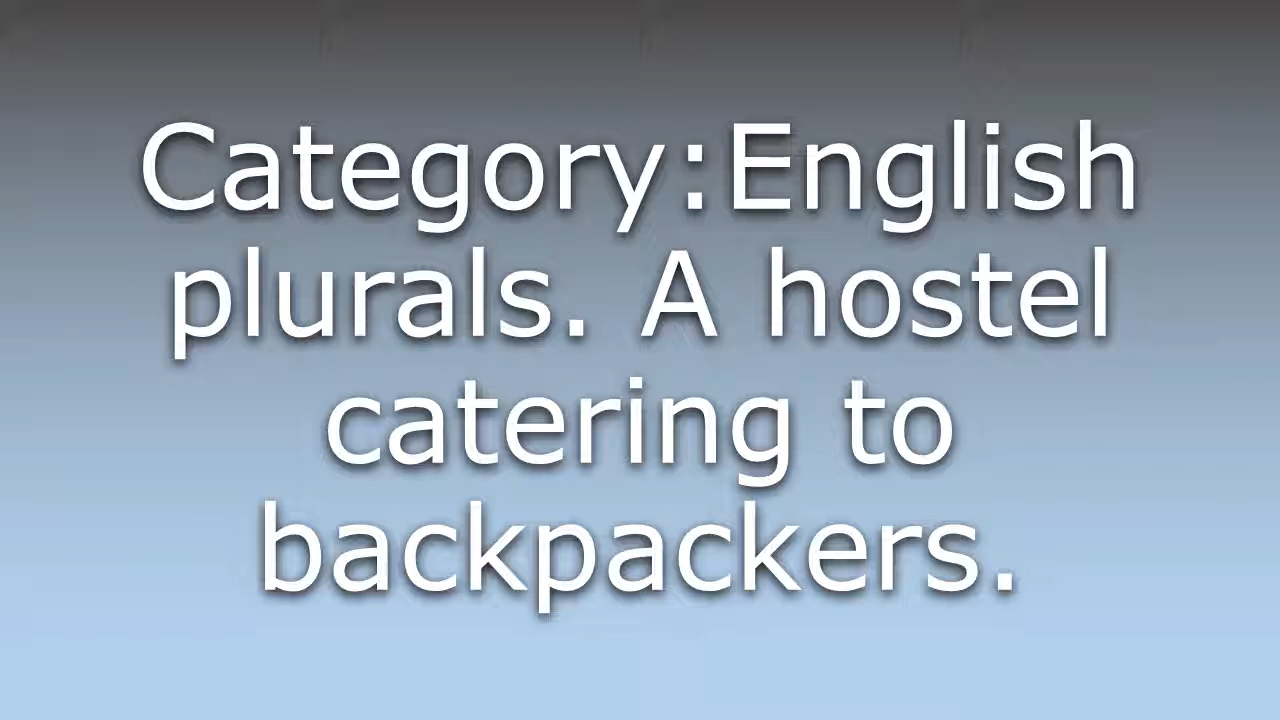 Category:English
plurals. A hostel
catering to
backpackers.